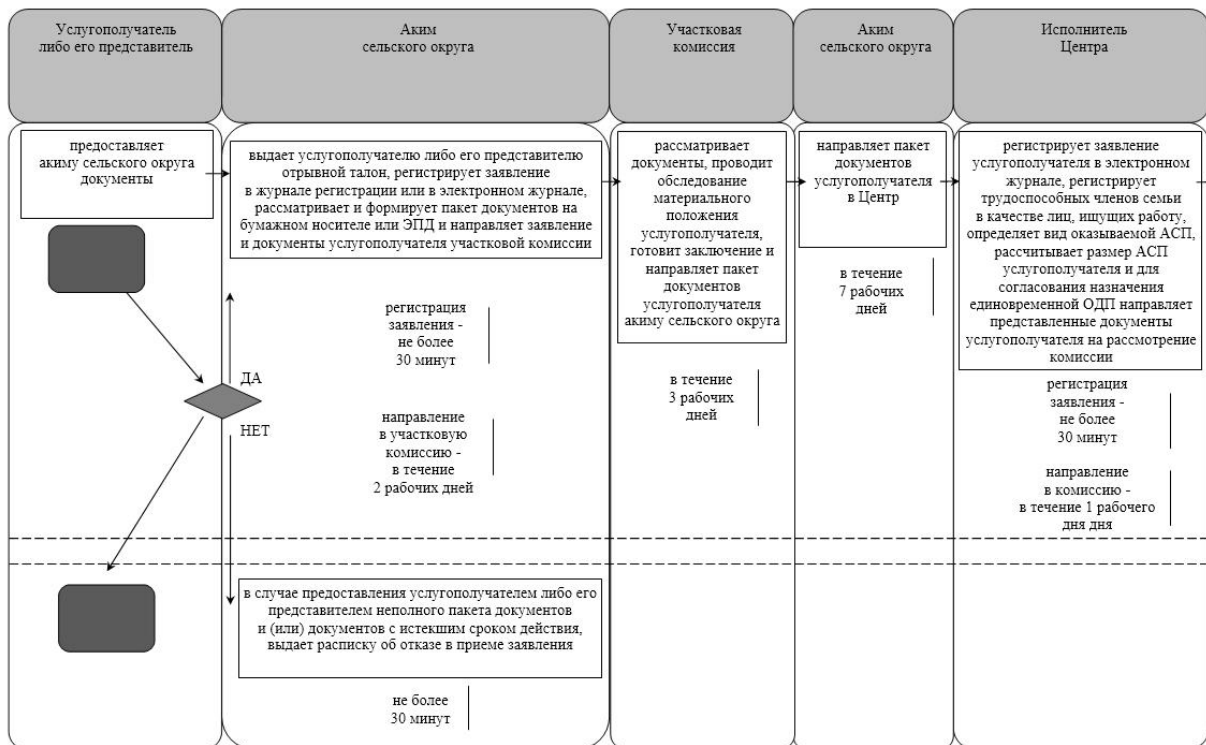 Услугополучатель
либо его представитель
Аким
сельского округа
Участковая
комиссия
Аким
сельского округа
Исполнитель
Центра
предоставляет
акиму сельского округа
документы
выдает услугополучателю либо его представителю
отрывной талон, регистрирует заявление
в журнале регистрации или в электронном журнале,
рассматривает и формирует пакет документов на
бумажном носителе или ЭПД и направляет заявление
и документы услугополучателя участковой комиссии
рассматривает
документы, проводит
обследование
материального
положения
услугополучателя,
готовит заключение и
направляет пакет
документов
услугополучателя
акиму сельского округа
направляет пакет
документов
услугополучателя
в Центр
регистрирует заявление
услугополучателя в электронном
журнале, регистрирует
трудоспособных членов семьи
в качестве лиц, ищущих работу,
определяет вид оказываемой АСП,
рассчитывает размер АСП
услугополучателя и для
согласования назначения
единовременной ОДП направляет
представленные документы
услугополучателя на рассмотрение
комиссии
регистрация
заявления -
не более
30 минут
в течение
3 рабочих
дней
в течение
7 рабочих
дней
регистрация
заявления -
не более
30 минут
ДА
НЕТ
направление
в участковую
комиссию -
в течение
2 рабочих дней
направление
в комиссию -
в течение 1 рабочего
дня дня
в случае предоставления услугополучателем либо его
представителем неполного пакета документов
и (или) документов с истекшим сроком действия,
выдает расписку об отказе в приеме заявления
не более
30 минут